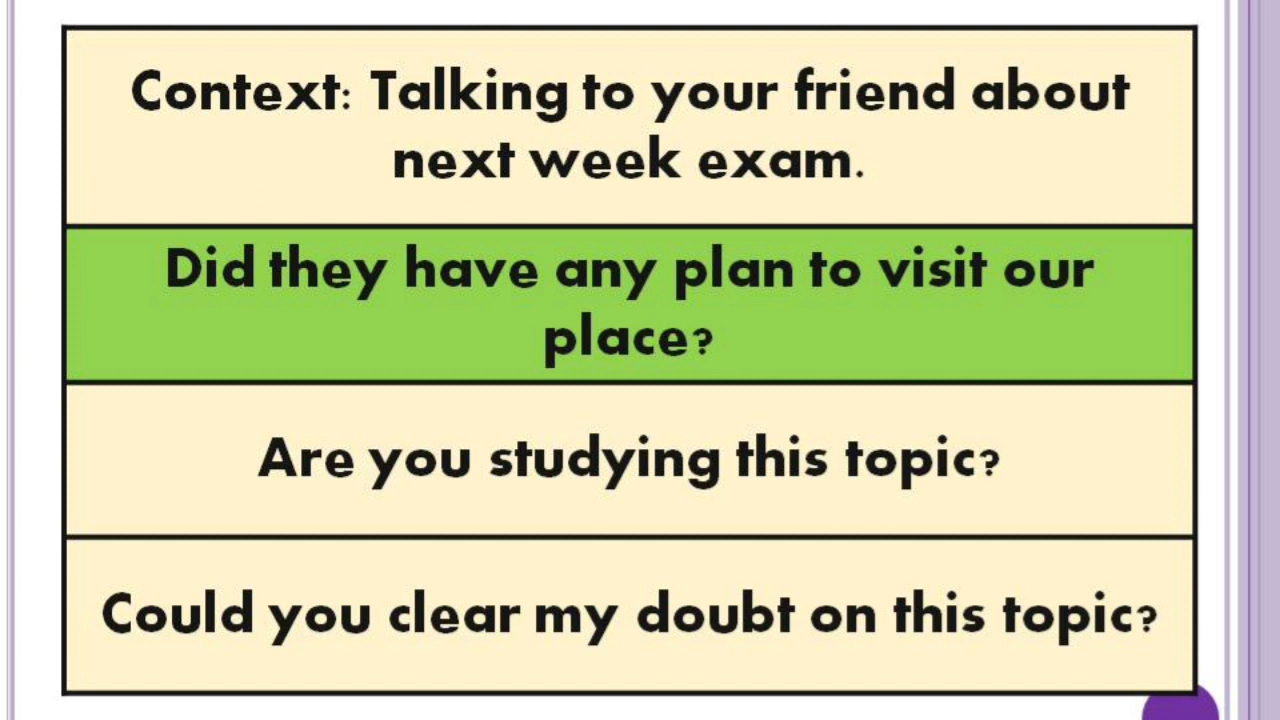 Context: Talking to your friend about
next week exam.
Did they have any plan to visit our
place?
Are you studying this topic?
Could you clear my doubt on this topic?